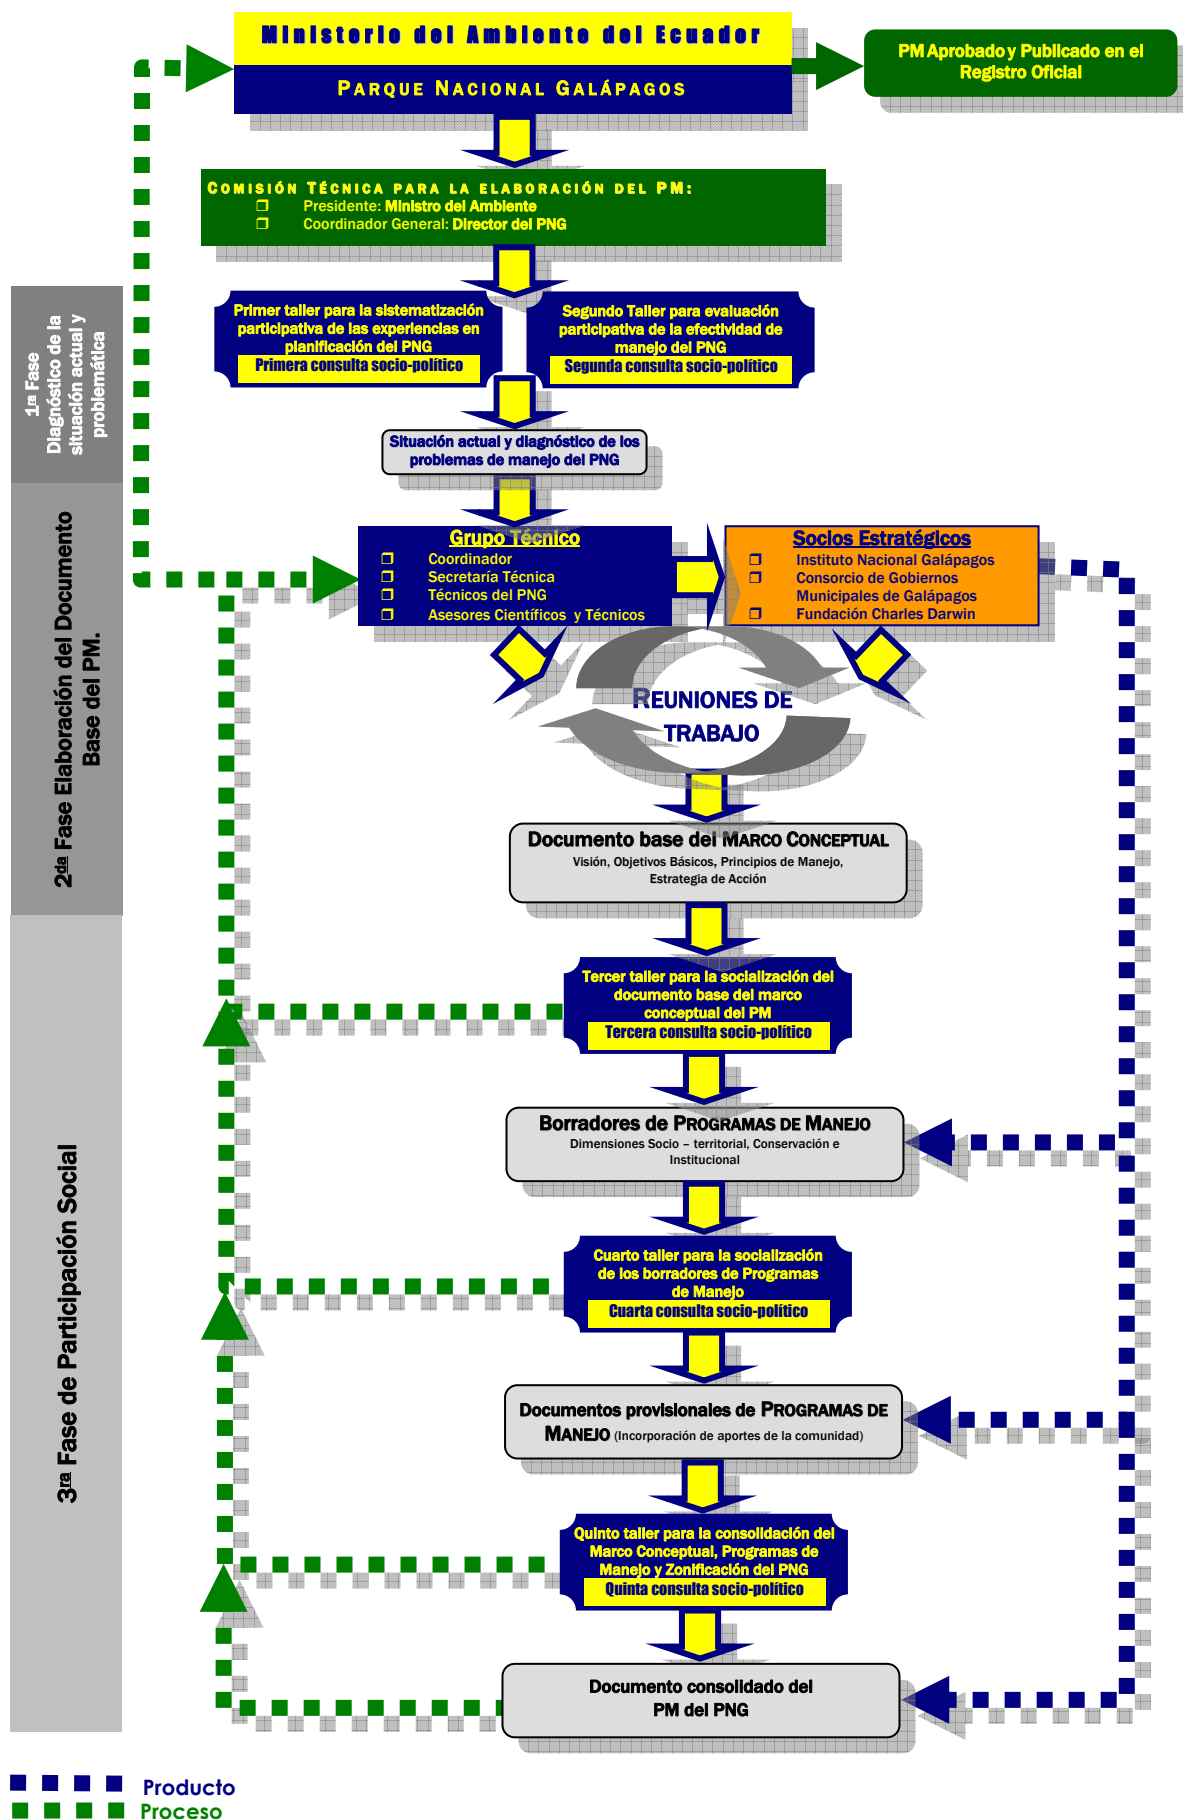 Ministerio del Ambiente del Ecuador
PARQUE NACIONAL GALÁPAGOS
PM Aprobado y Publicado en el
Registro Oficial
COMISIÓN TÉCNICA PARA LA ELABORACIÓN DEL PM:
❒ Presidente: Ministro del Ambiente
❒ Coordinador General: Director del PNG
1ra Fase
Diagnóstico de la
situación actual y
problemática
Primer taller para la sistematización
participativa de las experiencias en
planificación del PNG
Primera consulta socio-político
Segundo Taller para evaluación
participativa de la efectividad de
manejo del PNG
Segunda consulta socio-político
Situación actual y diagnóstico de los
problemas de manejo del PNG
2da Fase Elaboración del Documento
Base del PM.
Grupo Técnico
❒ Coordinador
❒ Secretaría Técnica
❒ Técnicos del PNG
❒ Asesores Científicos y Técnicos
Socios Estratégicos
❒ Instituto Nacional Galápagos
❒ Consorcio de Gobiernos
Municipales de Galápagos
❒ Fundación Charles Darwin
REUNIONES DE
TRABAJO
Documento base del MARCO CONCEPTUAL
Visión, Objetivos Básicos, Principios de Manejo,
Estrategia de Acción
3ra Fase de Participación Social
Tercer taller para la socialización del
documento base del marco
conceptual del PM
Tercera consulta socio-político
Borradores de PROGRAMAS DE MANEJO
Dimensiones Socio – territorial, Conservación e
Institucional
Cuarto taller para la socialización
de los borradores de Programas
de Manejo
Cuarta consulta socio-político
Documentos provisionales de PROGRAMAS DE
MANEJO (Incorporación de aportes de la comunidad)
Quinto taller para la consolidación del
Marco Conceptual, Programas de
Manejo y Zonificación del PNG
Quinta consulta socio-político
Documento consolidado del
PM del PNG
Producto
Proceso